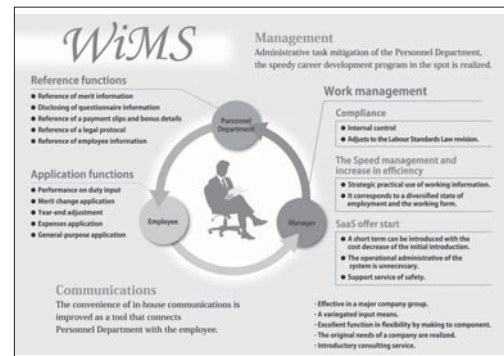 WiMS
Management
Administrative task mitigation of the Personnel Department,
the speedy career development program in the spot is realized.
Reference functions
● Reference of merit information
● Disclosing of questionnaire information
● Reference of a payment slips and bonus details
● Reference of a legal protocol
● Reference of employee information
Application functions
● Performance on duty input
● Merit change application
● Year-end adjustment
● Expenses application
● General-purpose application
Personnel
Department
Employee
Manager
Work management
Compliance
● Internal control
● Adjusts to the Labour Standards Law revision.
The Speed management and
increase in efficiency
● Strategic practical use of working information.
● It corresponds to a diversified state of
employment and the working form.
SaaS offer start
● A short term can be introduced with the
cost decrease of the initial introduction.
● The operational administrative of the
system is unnecessary.
● Support service of safety.
Communications
The convenience of in-house communications is
improved as a tool that connects
Personnel Department with the employee.
· Effective in a major company group.
· A variegated input means.
· Excellent function in flexibility by making to component.
· The original needs of a company are realized.
· Introductory consulting service.